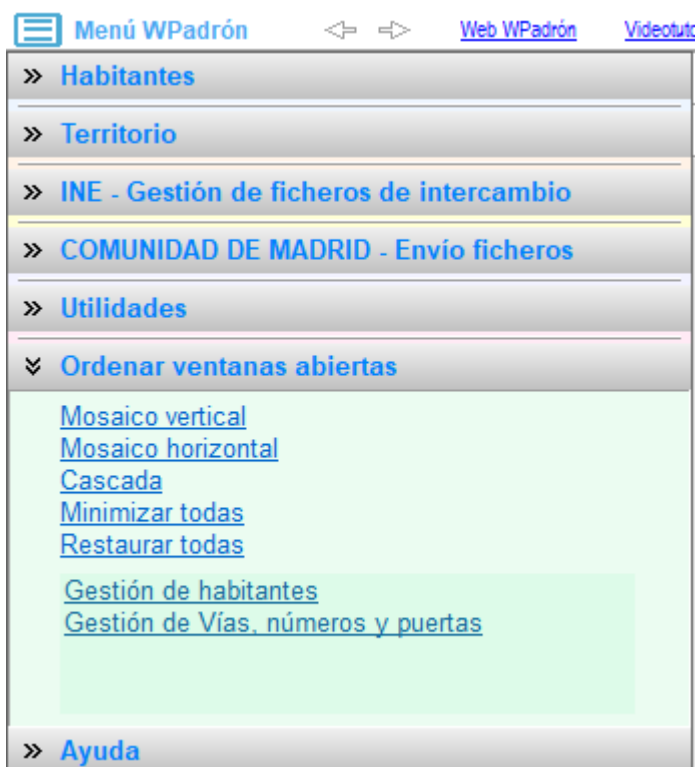 Menú WPadrón Web WPadrón
» Habitantes
» Territorio
» INE - Gestión de ficheros de intercambio
» COMUNIDAD DE MADRID - Envío ficheros
» Utilidades
Ordenar ventanas abiertas
Mosaico vertical
Mosaico horizontal
Cascada
Minimizar todas
Restaurar todas
Gestión de habitantes
Gestión de Vías, números y puertas
» Ayuda